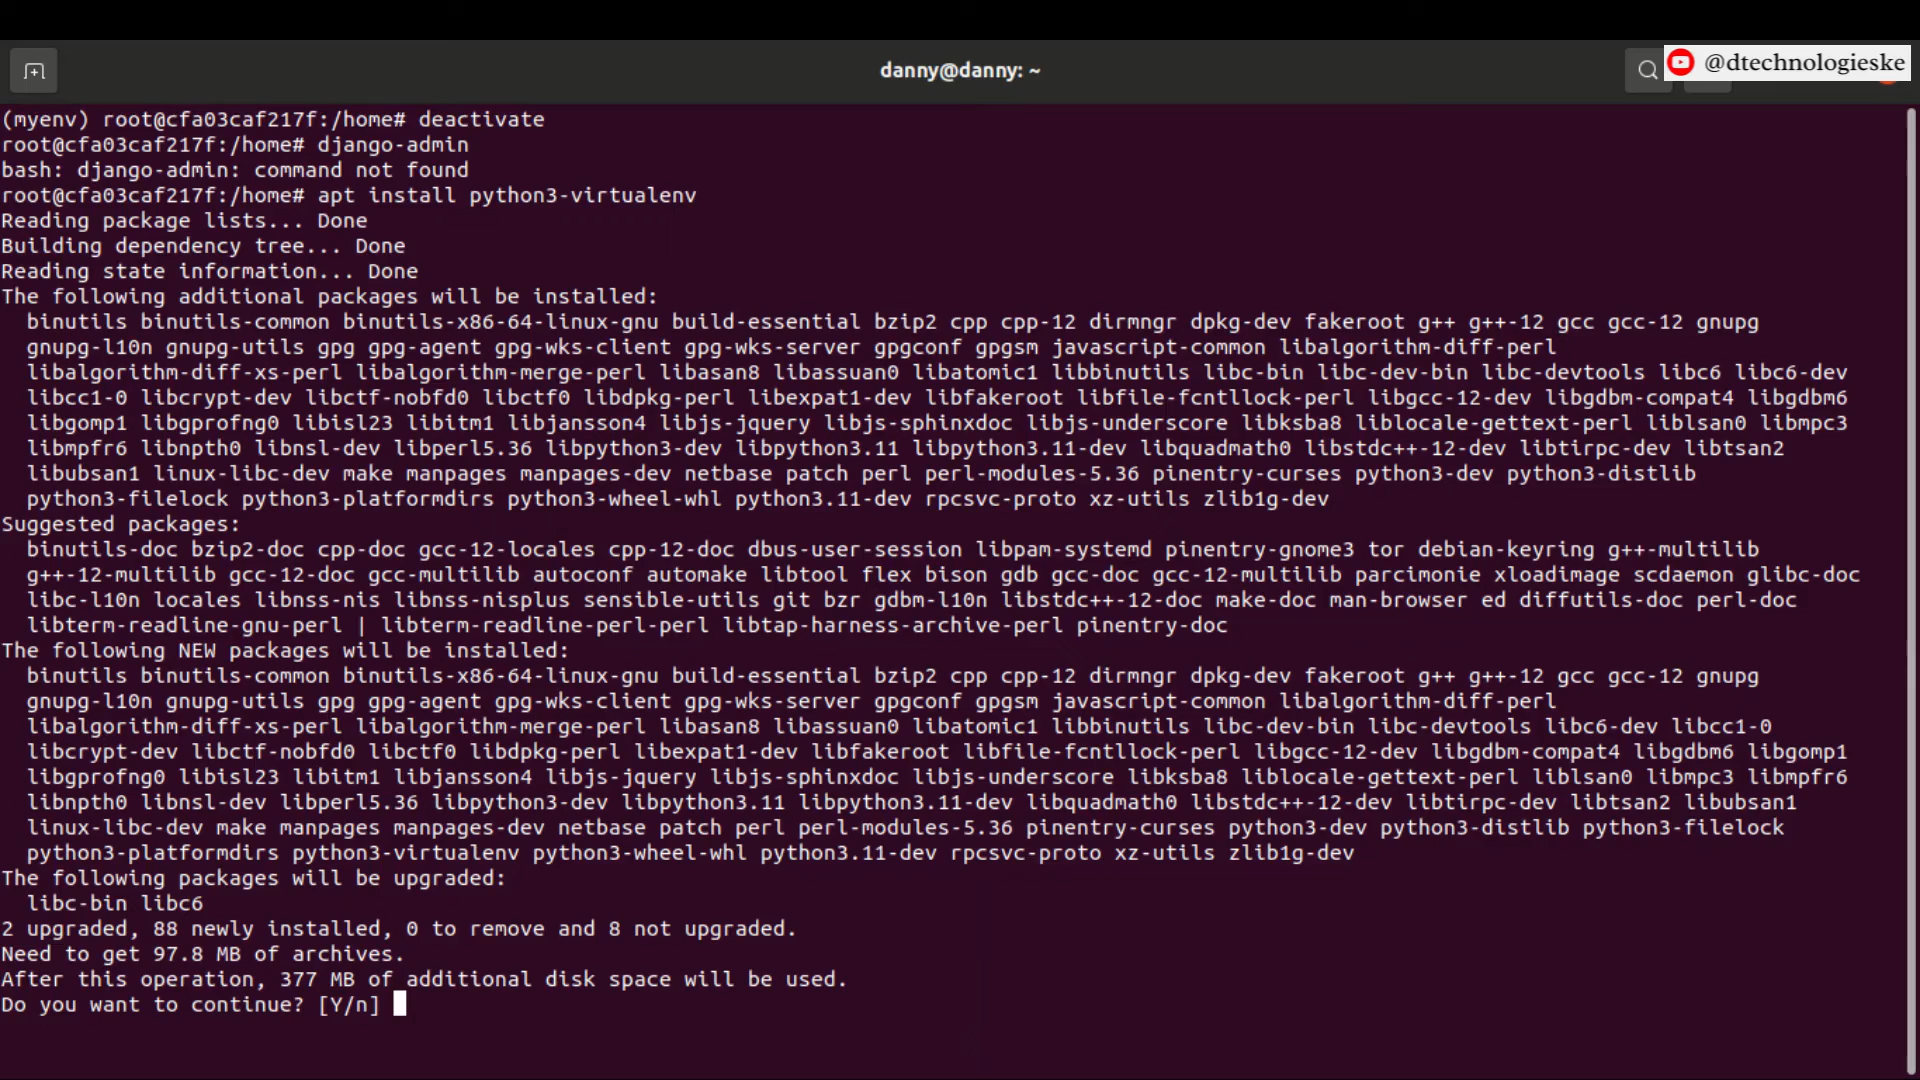 danny@danny: ~
@dtechnologieske
(myenv) root@cfa03caf217f:/home# deactivate
root@cfa03caf217f:/home# django-admin
bash: django-admin: command not found
root@cfa03caf217f:/home# apt install python3-virtualenv
Reading package lists... Done
Building dependency tree... Done
Reading state information... Done
The following additional packages will be installed:
  binutils binutils-common binutils-x86-64-linux-gnu build-essential bzip2 cpp cpp-12 dirmngr dpkg-dev fakeroot g++ g++-12 gcc gcc-12 gnupg
  gnupg-l10n gnupg-utils gpg gpg-agent gpg-wks-client gpg-wks-server gpgconf gpgsm javascript-common libalgorithm-diff-perl
  libalgorithm-diff-xs-perl libalgorithm-merge-perl libasan8 libassuan0 libatomic1 libbinutils libc-bin libc-dev-bin libc-devtools libc6 libc6-dev
  libcc1-0 libcrypt-dev libctf-nobfd0 libctf0 libdpkg-perl libexpat1-dev libfakeroot libfile-fcntllock-perl libgcc-12-dev libgdbm-compat4 libgdbm6
  libgomp1 libgprofng0 libisl23 libitm1 libjansson4 libjs-jquery libjs-sphinxdoc libjs-underscore libksba8 liblocale-gettext-perl liblsan0 libmpc3
  libmpfr6 libnpth0 libnsl-dev libperl5.36 libpython3-dev libpython3.11 libpython3.11-dev libquadmath0 libstdc++-12-dev libtirpc-dev libtsan2
  libubsan1 linux-libc-dev make manpages manpages-dev netbase patch perl perl-modules-5.36 pinentry-curses python3-dev python3-distlib
  python3-filelock python3-platformdirs python3-wheel-whl python3.11-dev rpcsvc-proto xz-utils zlib1g-dev
Suggested packages:
  binutils-doc bzip2-doc cpp-doc gcc-12-locales cpp-12-doc dbus-user-session libpam-systemd pinentry-gnome3 tor debian-keyring g++-multilib
  g++-12-multilib gcc-12-doc gcc-multilib autoconf automake libtool flex bison gdb gcc-doc gcc-12-multilib parcimonie xloadimage scdaemon glibc-doc
  libc-l10n locales libnss-nis libnss-nisplus sensible-utils git bzr gdbm-l10n libstdc++-12-doc make-doc man-browser ed diffutils-doc perl-doc
  libterm-readline-gnu-perl | libterm-readline-perl-perl libtap-harness-archive-perl pinentry-doc
The following NEW packages will be installed:
  binutils binutils-common binutils-x86-64-linux-gnu build-essential bzip2 cpp cpp-12 dirmngr dpkg-dev fakeroot g++ g++-12 gcc gcc-12 gnupg
  gnupg-l10n gnupg-utils gpg gpg-agent gpg-wks-client gpg-wks-server gpgconf gpgsm javascript-common libalgorithm-diff-perl
  libalgorithm-diff-xs-perl libalgorithm-merge-perl libasan8 libassuan0 libatomic1 libbinutils libc-dev-bin libc-devtools libc6-dev libcc1-0
  libcrypt-dev libctf-nobfd0 libctf0 libdpkg-perl libexpat1-dev libfakeroot libfile-fcntllock-perl libgcc-12-dev libgdbm-compat4 libgdbm6 libgomp1
  libgprofng0 libisl23 libitm1 libjansson4 libjs-jquery libjs-sphinxdoc libjs-underscore libksba8 liblocale-gettext-perl liblsan0 libmpc3 libmpfr6
  libnpth0 libnsl-dev libperl5.36 libpython3-dev libpython3.11 libpython3.11-dev libquadmath0 libstdc++-12-dev libtirpc-dev libtsan2 libubsan1
  linux-libc-dev make manpages manpages-dev netbase patch perl perl-modules-5.36 pinentry-curses python3-dev python3-distlib python3-filelock
  python3-platformdirs python3-virtualenv python3-wheel-whl python3.11-dev rpcsvc-proto xz-utils zlib1g-dev
The following packages will be upgraded:
  libc-bin libc6
2 upgraded, 88 newly installed, 0 to remove and 8 not upgraded.
Need to get 97.8 MB of archives.
After this operation, 377 MB of additional disk space will be used.
Do you want to continue? [Y/n]